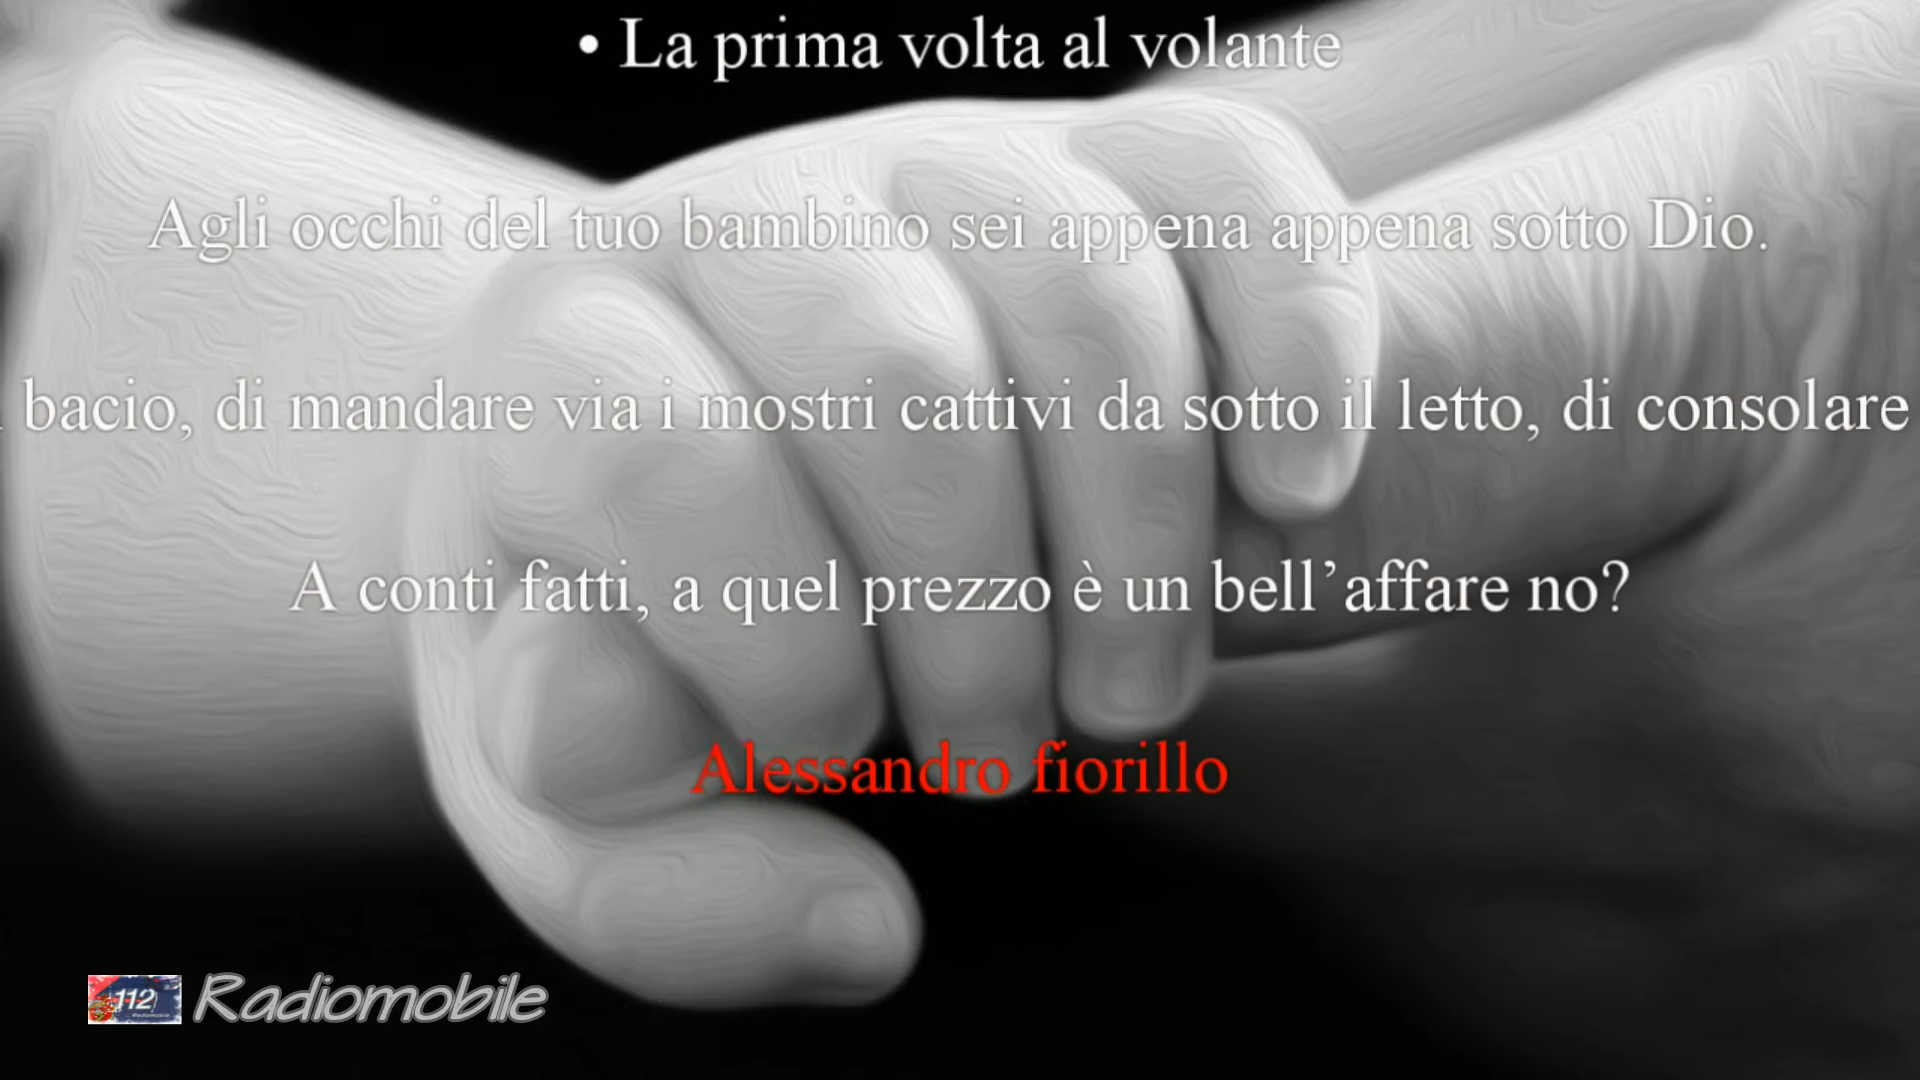 • La prima volta al volante
Agli occhi del tuo bambino sei appena appena sotto Dio.
bacio, di mandare via i mostri cattivi da sotto il letto, di consolare
A conti fatti, a quel prezzo è un bell’affare no?
Alessandro fiorillo
112 Radiomobile